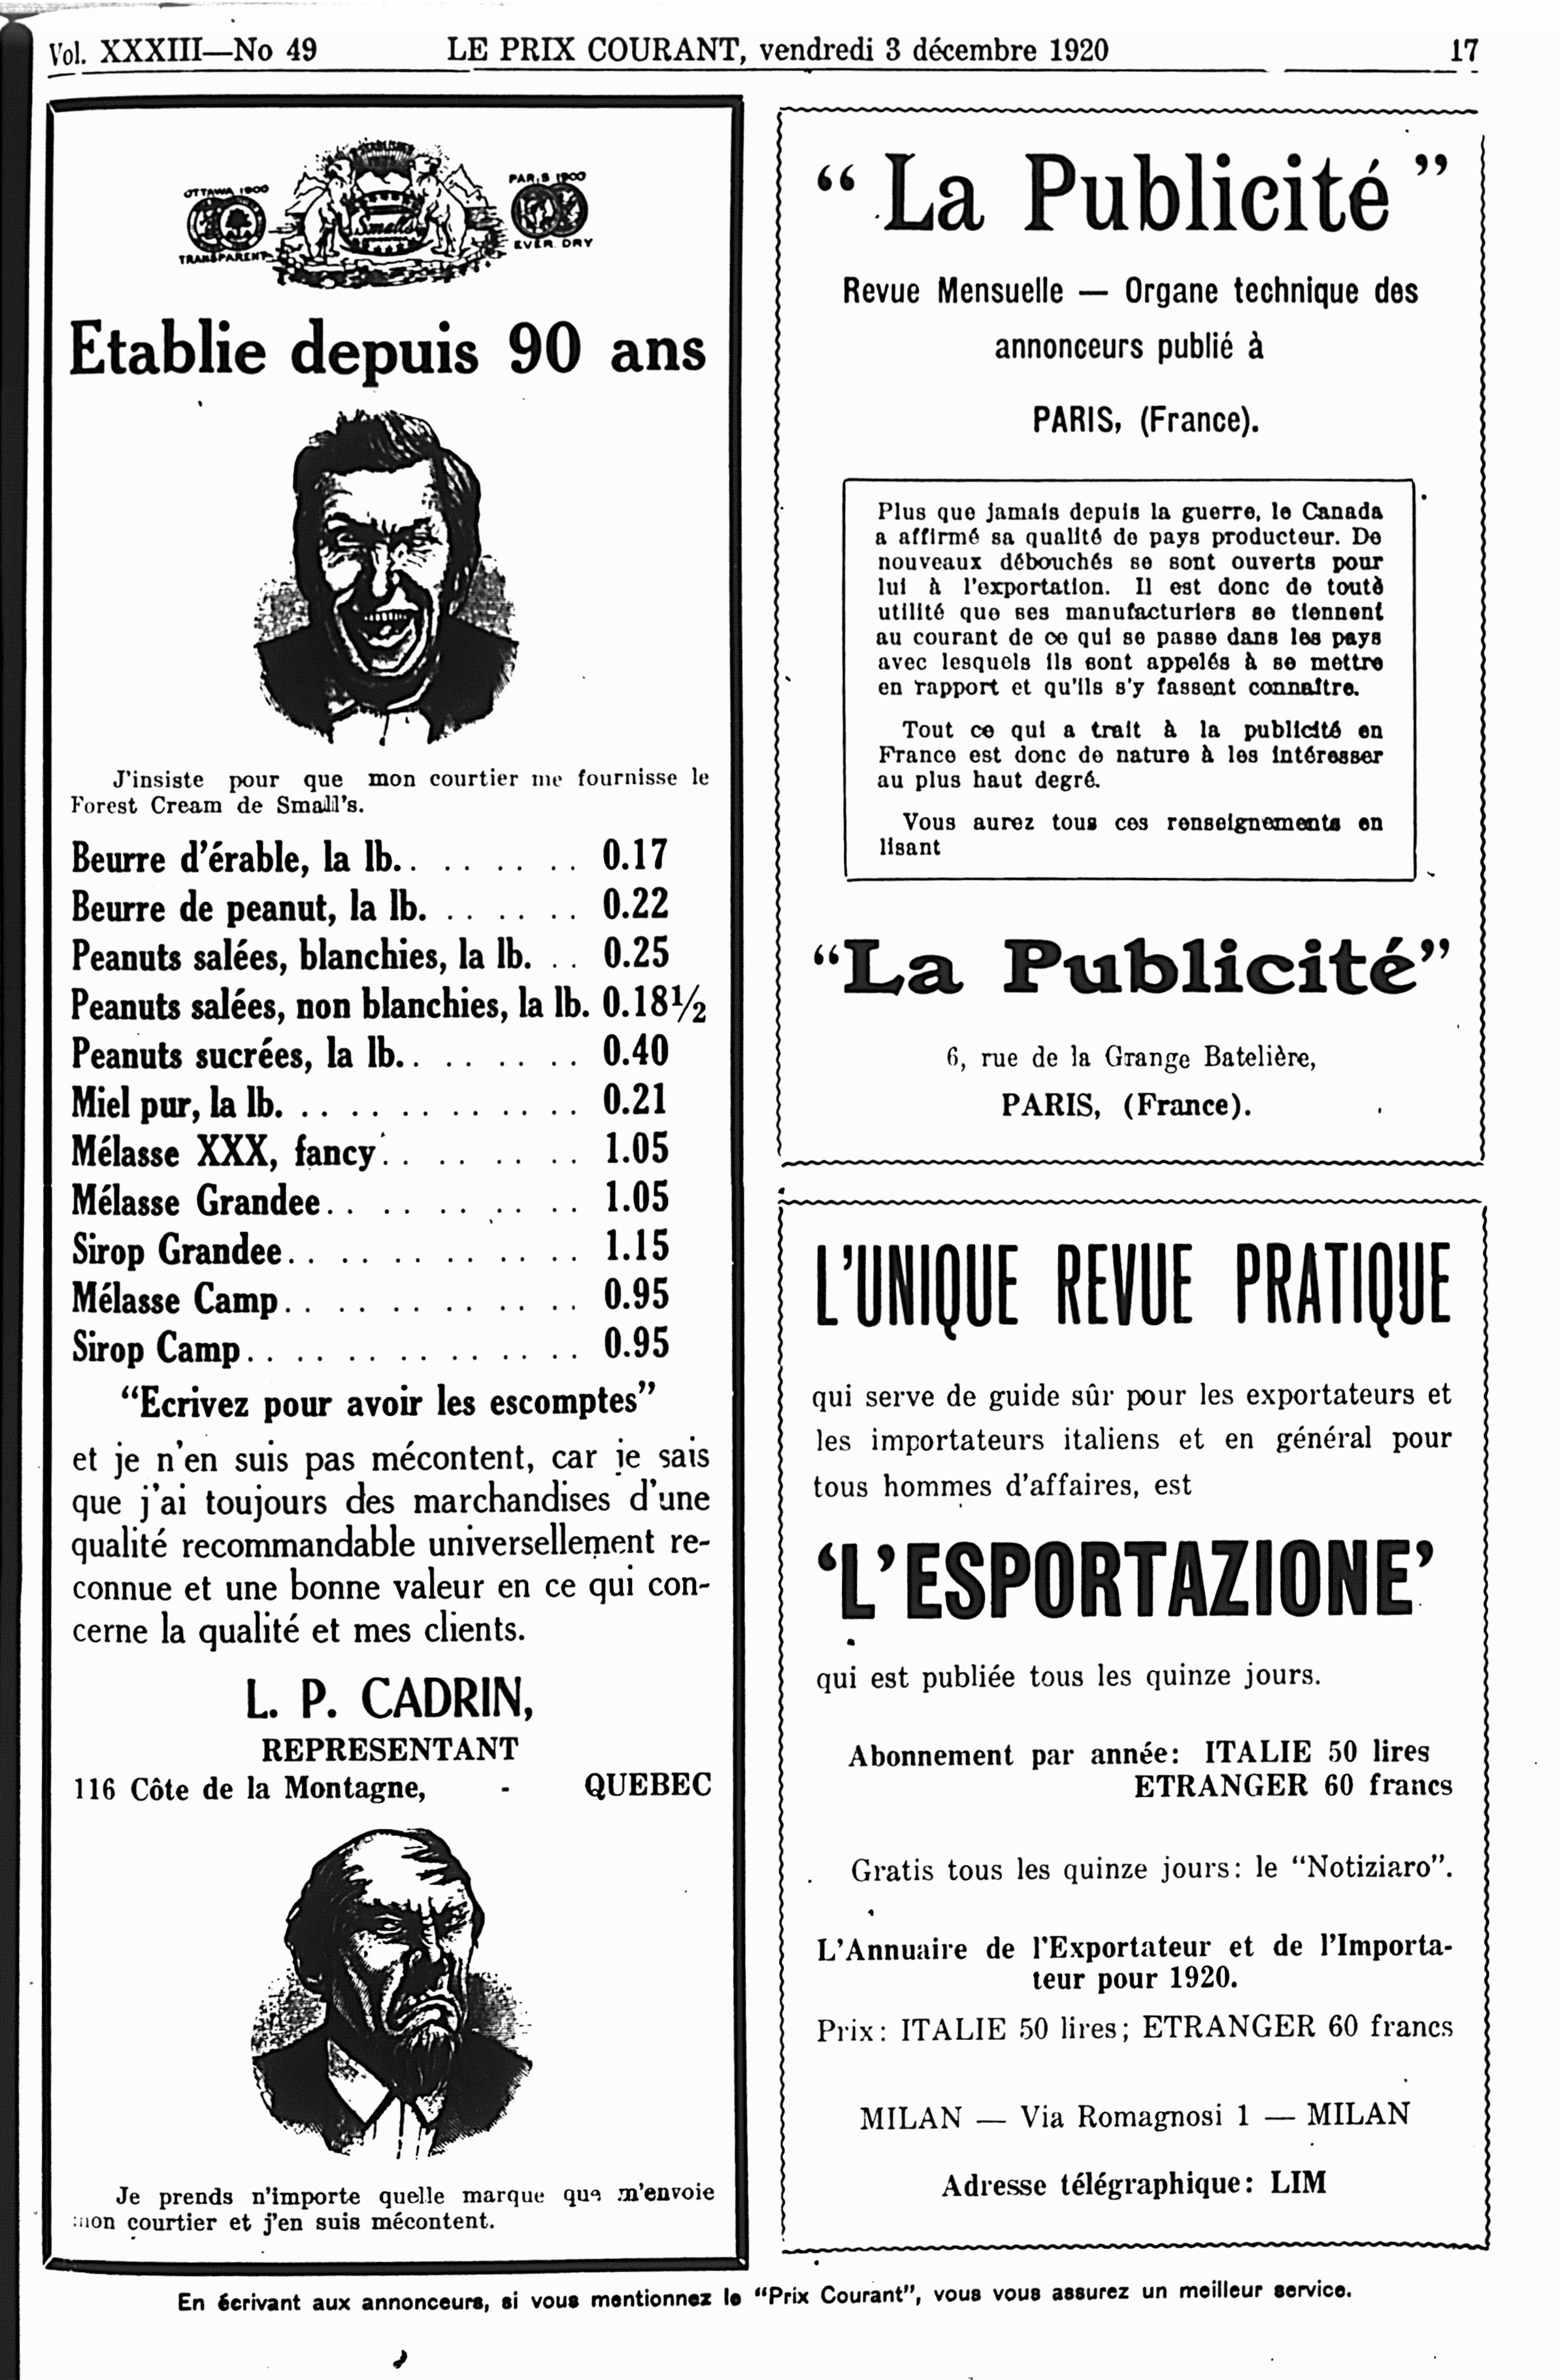 Vol. XXXIII—No 49 LE PRIX COURANT, vendredi 3 décembre 1920 17
OTTAWA 1900
PARIS 1900
Small's
TRANSPARENT
EVER DRY
Etablie depuis 90 ans
J'insiste pour que mon courtier me fournisse le
Forest Cream de Small's.
Beurre d'érable, la lb. . . . . . . . 0.17
Beurre de peanut, la lb. . . . . . . 0.22
Peanuts salées, blanchies, la lb. . . 0.25
Peanuts salées, non blanchies, la lb. 0.18½
Peanuts sucrées, la lb. . . . . . . . 0.40
Miel pur, la lb. . . . . . . . . . . . . 0.21
Mélasse XXX, fancy . . . . . . . . 1.05
Mélasse Grandee . . . . . . . . . . 1.05
Sirop Grandee . . . . . . . . . . . . 1.15
Mélasse Camp . . . . . . . . . . . . 0.95
Sirop Camp . . . . . . . . . . . . . . 0.95
"Ecrivez pour avoir les escomptes"
et je n'en suis pas mécontent, car je sais
que j'ai toujours des marchandises d'une
qualité recommandable universellement re-
connue et une bonne valeur en ce qui con-
cerne la qualité et mes clients.
L. P. CADRIN,
REPRESENTANT
116 Côte de la Montagne, - QUEBEC
Je prends n'importe quelle marque que m'envoie
mon courtier et j'en suis mécontent.
"La Publicité"
Revue Mensuelle — Organe technique des
annonceurs publié à
PARIS, (France).
Plus que jamais depuis la guerre, le Canada
a affirmé sa qualité de pays producteur. De
nouveaux débouchés se sont ouverts pour
lui à l'exportation. Il est donc de toutè
utilité que ses manufacturiers se tiennent
au courant de ce qui se passe dans les pays
avec lesquels ils sont appelés à se mettre
en rapport et qu'ils s'y fassent connaître.
Tout ce qui a trait à la publicité en
France est donc de nature à les intéresser
au plus haut degré.
Vous aurez tous ces renseignements en
lisant
"La Publicité"
6, rue de la Grange Batelière,
PARIS, (France).
L'UNIQUE REVUE PRATIQUE
qui serve de guide sûr pour les exportateurs et
les importateurs italiens et en général pour
tous hommes d'affaires, est
'L'ESPORTAZIONE'
qui est publiée tous les quinze jours.
Abonnement par année: ITALIE 50 lires
ETRANGER 60 francs
Gratis tous les quinze jours: le "Notiziaro".
L'Annuaire de l'Exportateur et de l'Importa-
teur pour 1920.
Prix: ITALIE 50 lires; ETRANGER 60 francs
MILAN — Via Romagnosi 1 — MILAN
Adresse télégraphique: LIM
En écrivant aux annonceurs, si vous mentionnez le "Prix Courant", vous vous assurez un meilleur service.